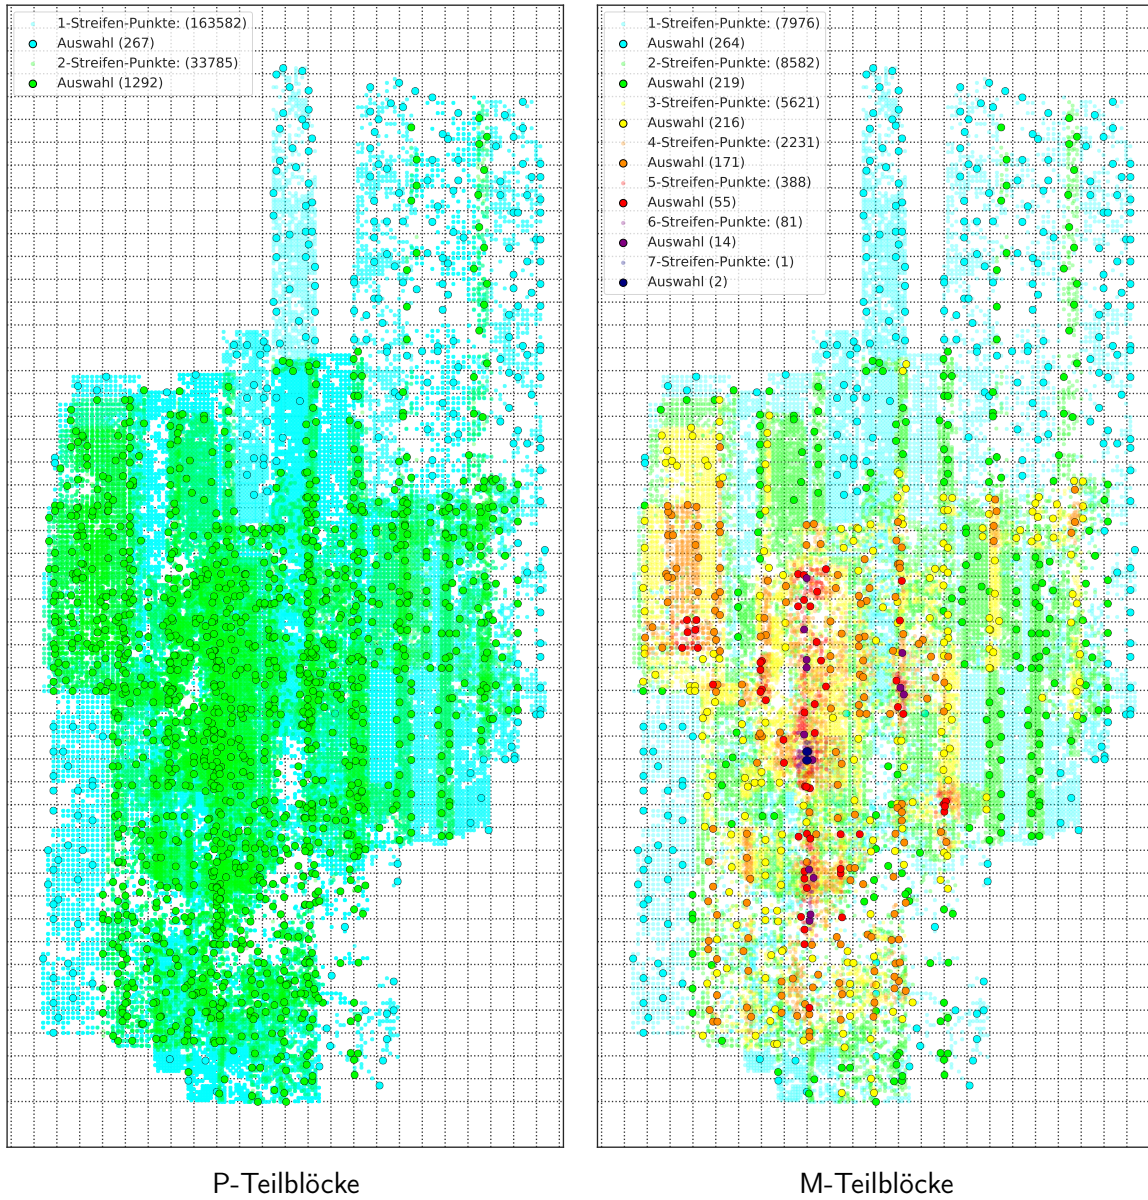 1-Streifen-Punkte: (163582)
Auswahl (267)
2-Streifen-Punkte: (33785)
Auswahl (1292)
1-Streifen-Punkte: (7976)
Auswahl (264)
2-Streifen-Punkte: (8582)
Auswahl (219)
3-Streifen-Punkte: (5621)
Auswahl (216)
4-Streifen-Punkte: (2231)
Auswahl (171)
5-Streifen-Punkte: (388)
Auswahl (55)
6-Streifen-Punkte: (81)
Auswahl (14)
7-Streifen-Punkte: (1)
Auswahl (2)
P-Teilblöcke
M-Teilblöcke